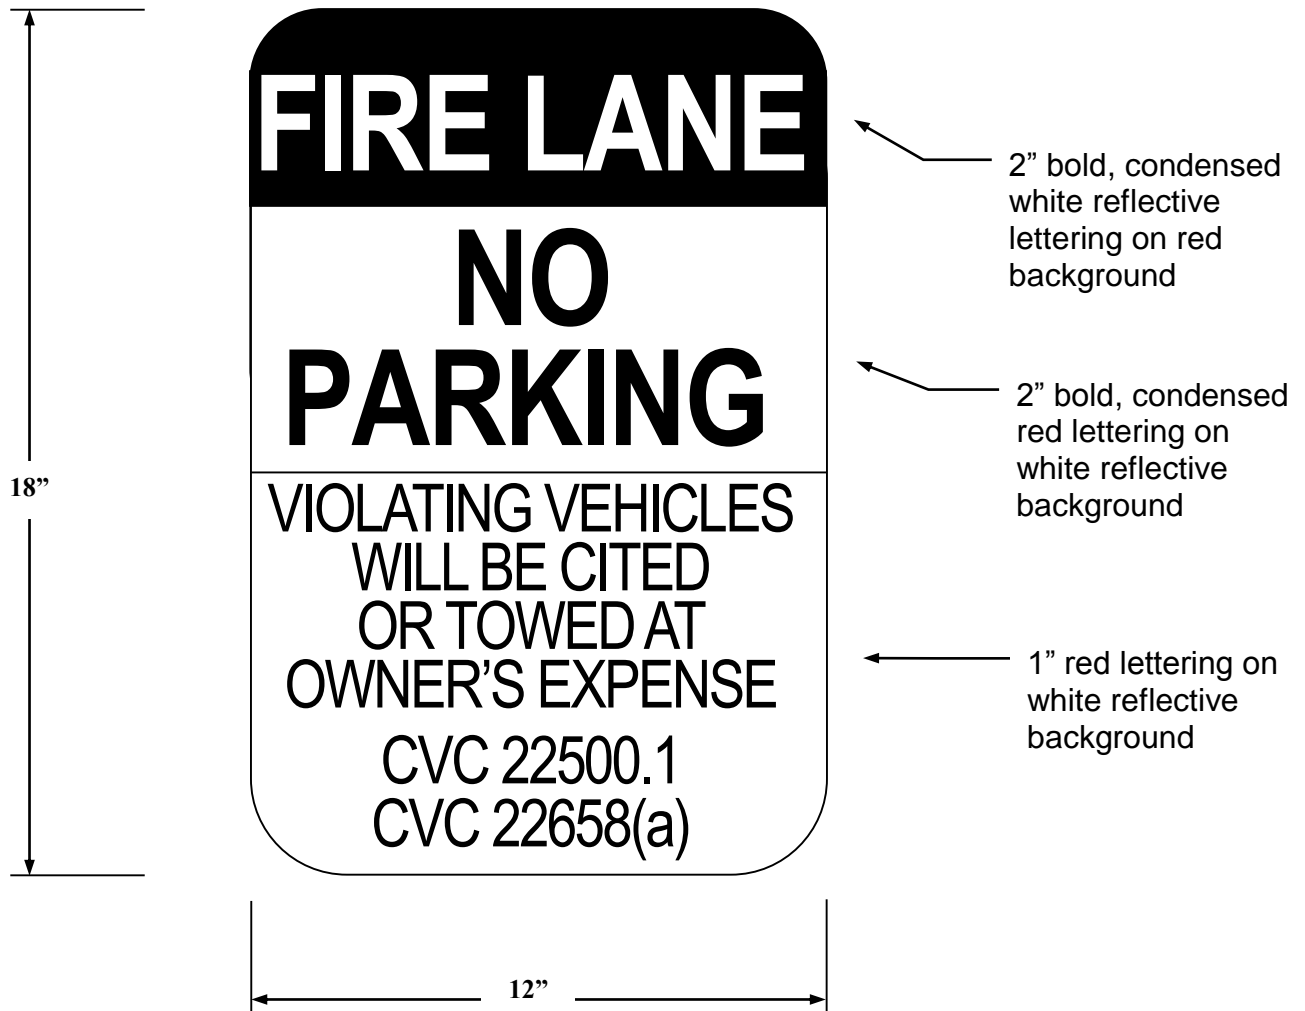 FIRE LANE
NO
PARKING
VIOLATING VEHICLES
WILL BE CITED
OR TOWED AT
OWNER’S EXPENSE
CVC 22500.1
CVC 22658(a)
2” bold, condensed
white reflective
lettering on red
background
2” bold, condensed
red lettering on
white reflective
background
1” red lettering on
white reflective
background
18”
12”